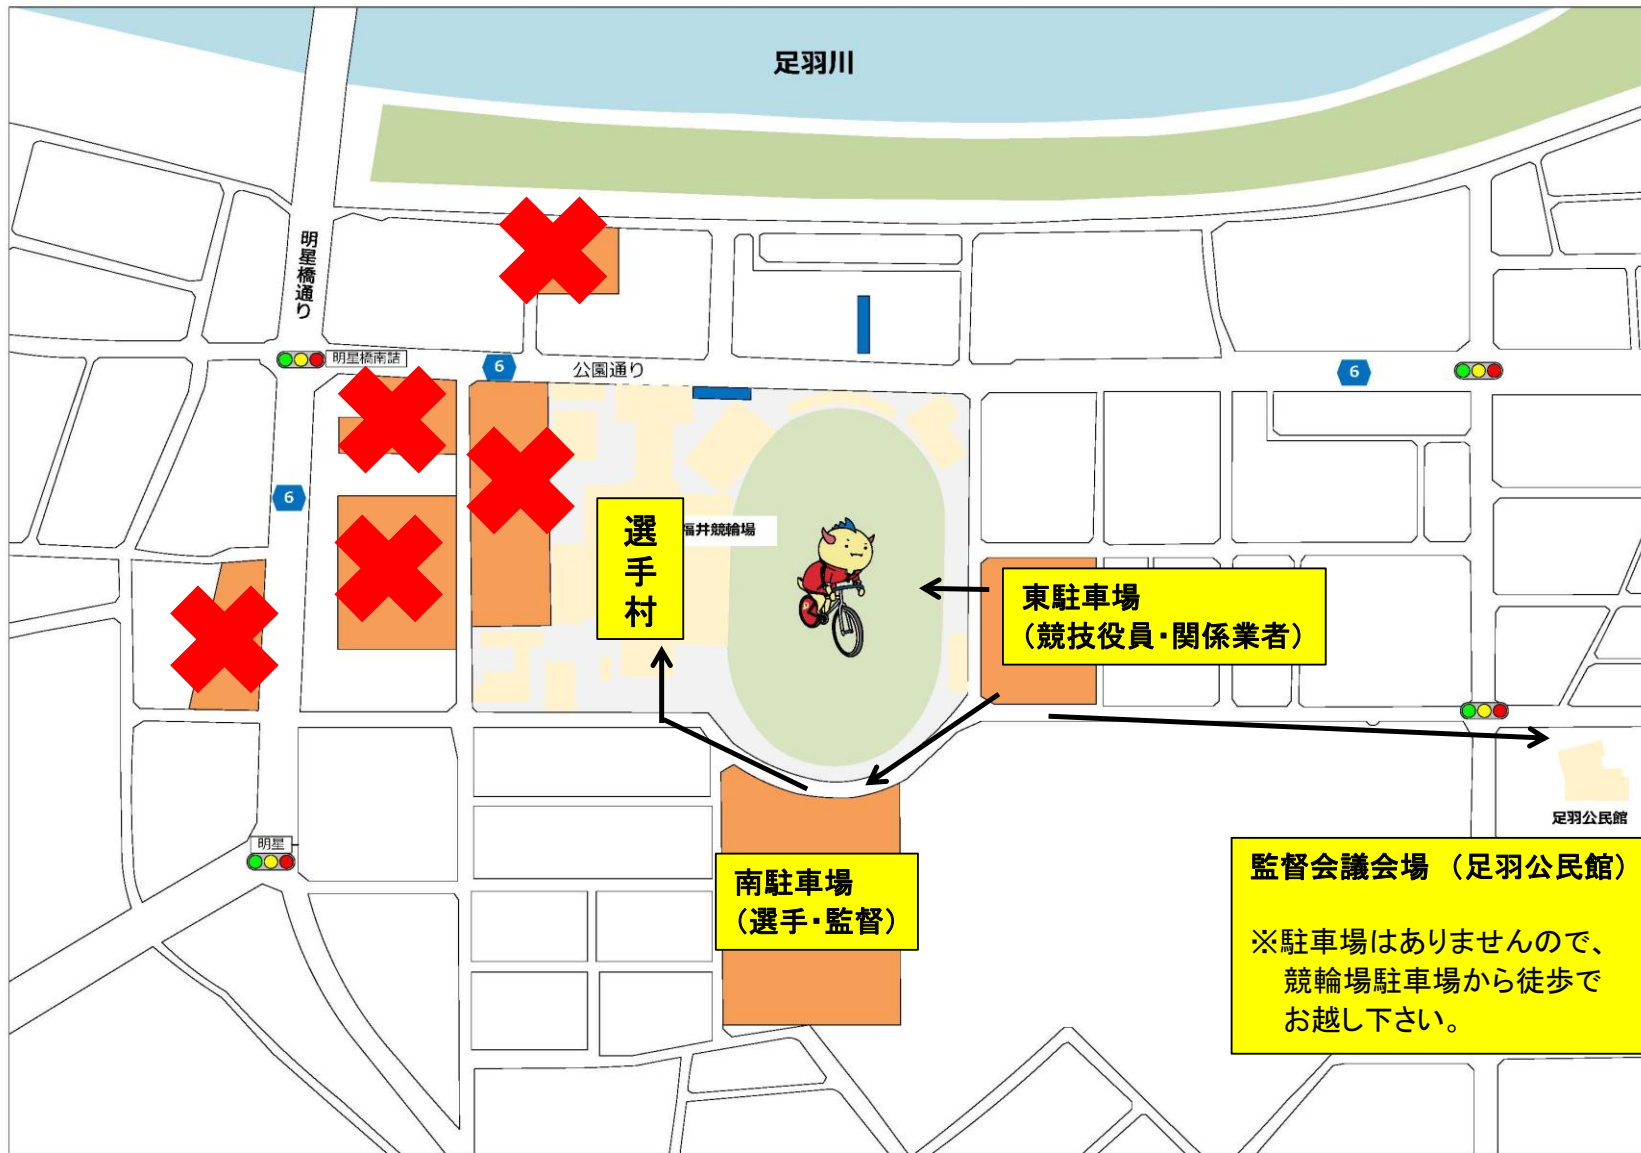 足羽川
明星橋通り
明星橋南詰
6
公園通り
6
6
福井競輪場
選手村
東駐車場
（競技役員・関係業者）
足羽公民館
明星
南駐車場
（選手・監督）
監督会議会場 （足羽公民館）
※駐車場はありませんので、
競輪場駐車場から徒歩で
お越し下さい。